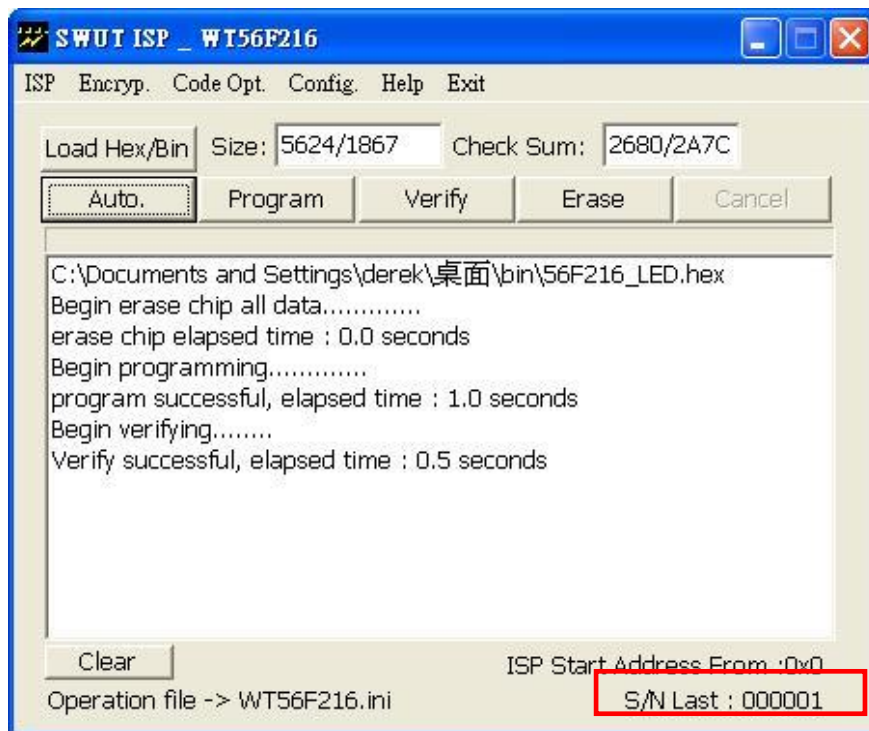 SWUT ISP _ WT56F216
ISP Encryp. Code Opt. Config. Help Exit
Load Hex/Bin Size: 5624/1867 Check Sum: 2680/2A7C
Auto. Program Verify Erase Cancel
C:\Documents and Settings\derek\桌面\bin\56F216_LED.hex
Begin erase chip all data.............
erase chip elapsed time : 0.0 seconds
Begin programming.............
program successful, elapsed time : 1.0 seconds
Begin verifying........
Verify successful, elapsed time : 0.5 seconds
Clear ISP Start Address From :0x0
Operation file -> WT56F216.ini S/N Last : 000001